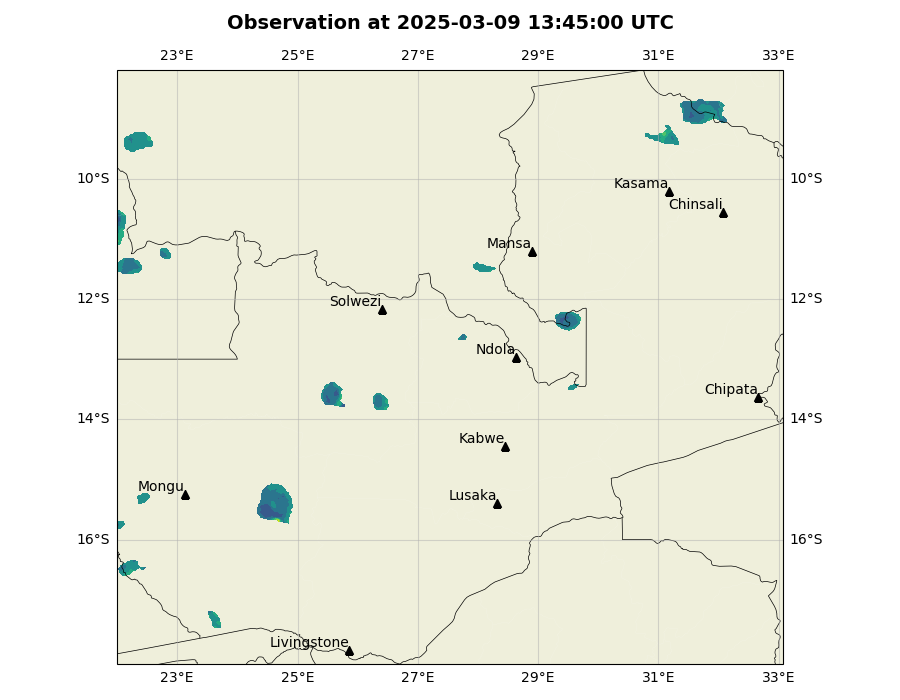 Observation at 2025-03-09 13:45:00 UTC
23°E 25°E 27°E 29°E 31°E 33°E
10°S 10°S
Kasama
Chinsali
Mansa
12°S 12°S
Solwezi
Ndola
Chipata
14°S 14°S
Kabwe
Mongu
Lusaka
16°S 16°S
Livingstone
23°E 25°E 27°E 29°E 31°E 33°E